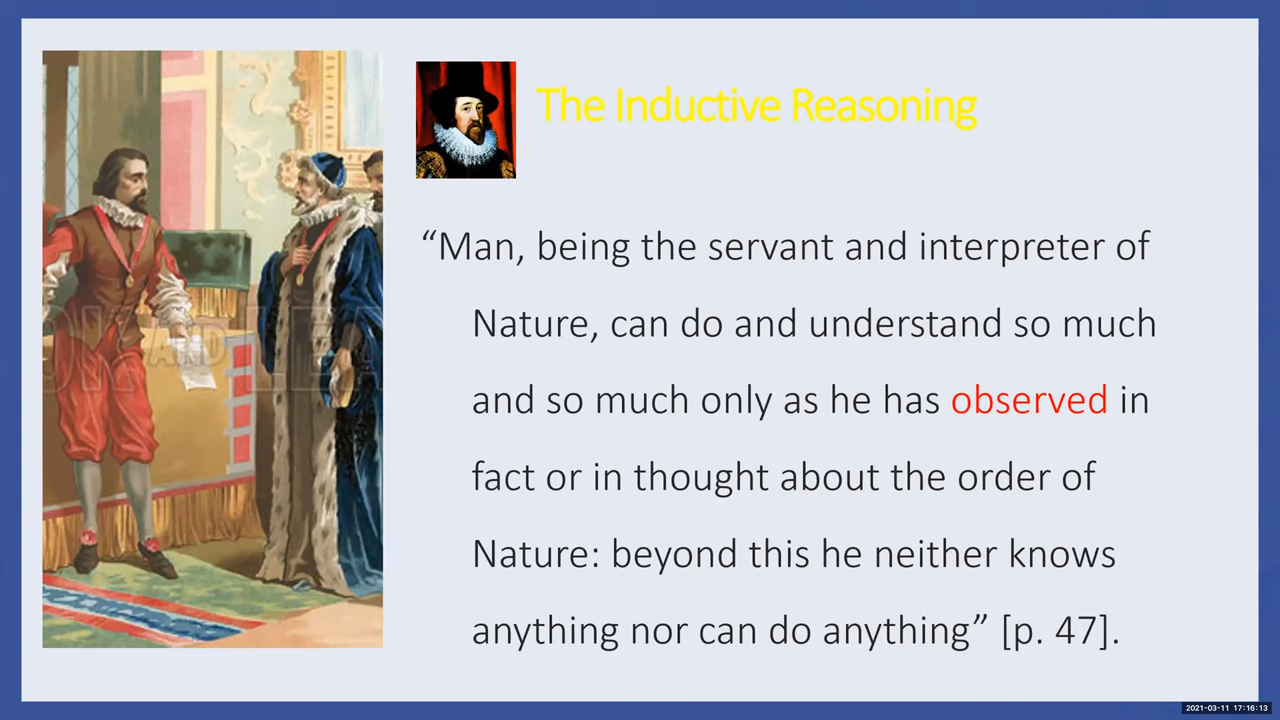 The Inductive Reasoning
“Man, being the servant and interpreter of
Nature, can do and understand so much
and so much only as he has observed in
fact or in thought about the order of
Nature: beyond this he neither knows
anything nor can do anything” [p. 47].
AND
2021-03-11 17:16:13